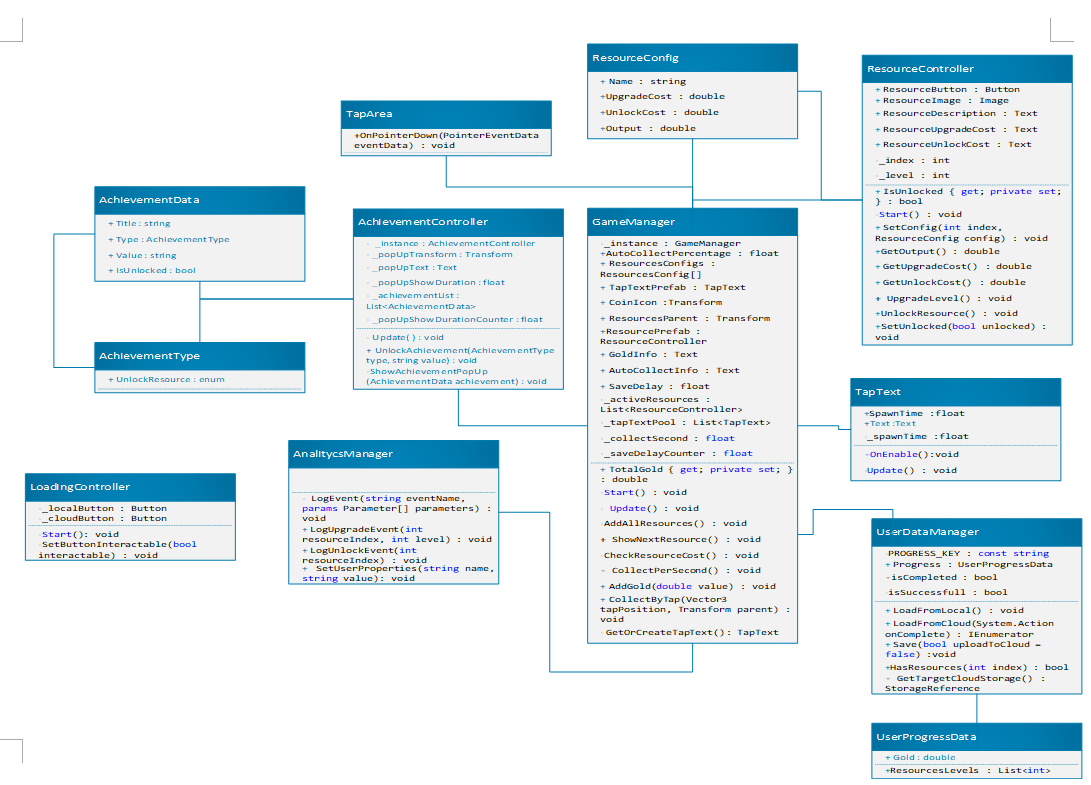 ResourceConfig
+ Name : string
+UpgradeCost : double
+UnlockCost : double
+Output : double
ResourceController
+ ResourceButton : Button
+ ResourceImage : Image
+ ResourceDescription : Text
+ ResourceUpgradeCost : Text
+ ResourceUnlockCost : Text
-_index : int
-_level : int
+ IsUnlocked { get; private set;
} : bool
-Start() : void
+ SetConfig(int index,
ResourceConfig config) : void
+GetOutput() : double
+ GetUpgradeCost() : double
+ GetUnlockCost() : double
+ UpgradeLevel() : void
+UnlockResource() : void
+SetUnlocked(bool unlocked) :
void
TapArea
+OnPointerDown(PointerEventData
eventData) : void
AchievementData
+ Title : string
+ Type : AchievementType
+ Value : string
+ IsUnlocked : bool
AchievementController
- _instance : AchievementController
- _popUpTransform : Transform
- _popUpText : Text
- _popUpShowDuration : float
- _achievementList :
List<AchievementData>
- _popUpShowDurationCounter : float
- Update() : void
+ UnlockAchievement(AchievementType
type, string value) : void
-ShowAchievementPopUp
(AchievementData achievement) : void
GameManager
-_instance : GameManager
+AutoCollectPercentage : float
+ ResourcesConfigs :
ResourcesConfig[]
+ TapTextPrefab : TapText
+ CoinIcon :Transform
+ ResourcesParent : Transform
+ResourcePrefab :
ResourceController
+ GoldInfo : Text
+ AutoCollectInfo : Text
+ SaveDelay : float
-_activeResources :
List<ResourceController>
-_tapTextPool : List<TapText>
-_collectSecond : float
-_saveDelayCounter : float
+ TotalGold { get; private set; }
: double
-Start() : void
- Update() : void
-AddAllResources() : void
+ ShowNextResource() : void
-CheckResourceCost() : void
- CollectPerSecond() : void
+ AddGold(double value) : void
+ CollectByTap(Vector3
tapPosition, Transform parent) :
void
-GetOrCreateTapText(): TapText
AchievementType
+ UnlockResource : enum
TapText
+SpawnTime :float
+Text :Text
-_spawnTime :float
-OnEnable():void
-Update() : void
AnalitycsManager
- LogEvent(string eventName,
params Parameter[] parameters) :
void
+ LogUpgradeEvent(int
resourceIndex, int level) : void
+ LogUnlockEvent(int
resourceIndex) : void
+ SetUserProperties(string name,
string value): void
LoadingController
-_localButton : Button
-_cloudButton : Button
-Start(): void
-SetButtonInteractable(bool
interactable) : void
UserDataManager
-PROGRESS_KEY : const string
+ Progress : UserProgressData
-isCompleted : bool
-isSuccessfull : bool
+ LoadFromLocal() : void
+ LoadFromCloud(System.Action
onComplete) : IEnumerator
+ Save(bool uploadToCloud =
false) :void
+HasResources(int index) : bool
- GetTargetCloudStorage() :
StorageReference
UserProgressData
+ Gold : double
+ResourcesLevels : List<int>